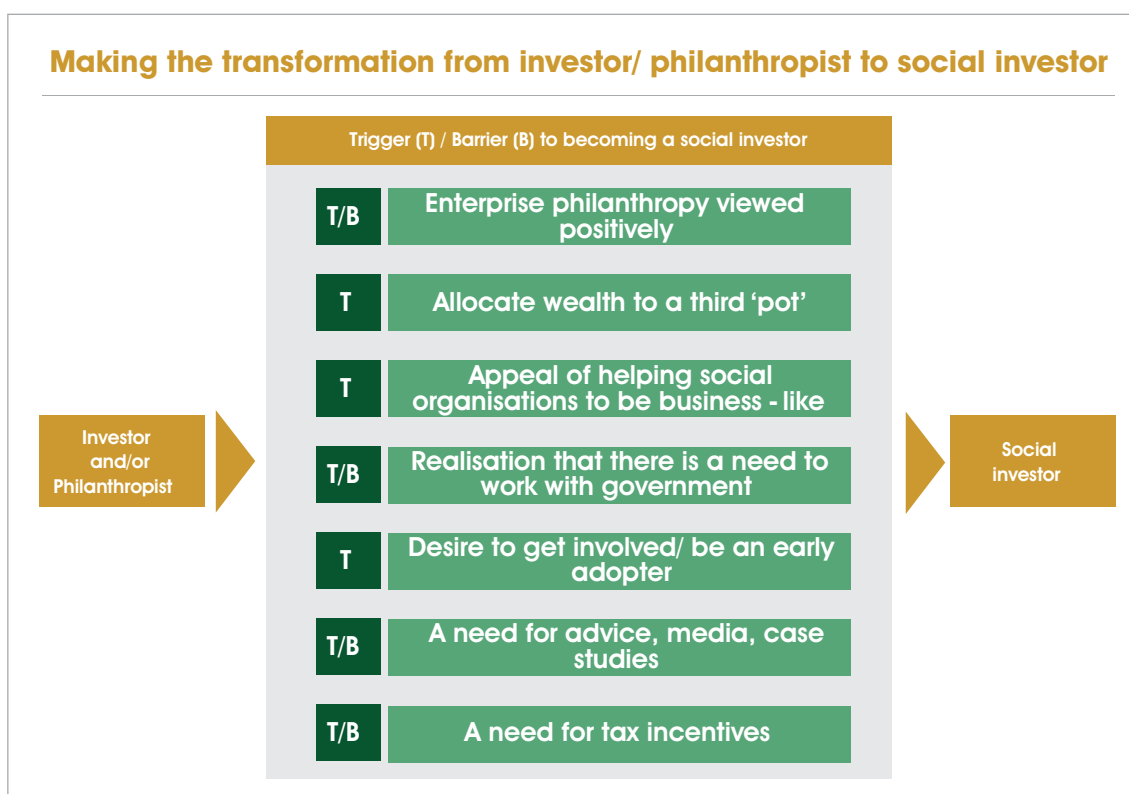 Making the transformation from investor/ philanthropist to social investor
Trigger (T) / Barrier (B) to becoming a social investor
T/B
Enterprise philanthropy viewed
positively
T
Allocate wealth to a third ‘pot’
T
Appeal of helping social
organisations to be business - like
Investor
and/or
Philanthropist
T/B
Realisation that there is a need to
work with government
Social
investor
T
Desire to get involved/ be an early
adopter
T/B
A need for advice, media, case
studies
T/B
A need for tax incentives